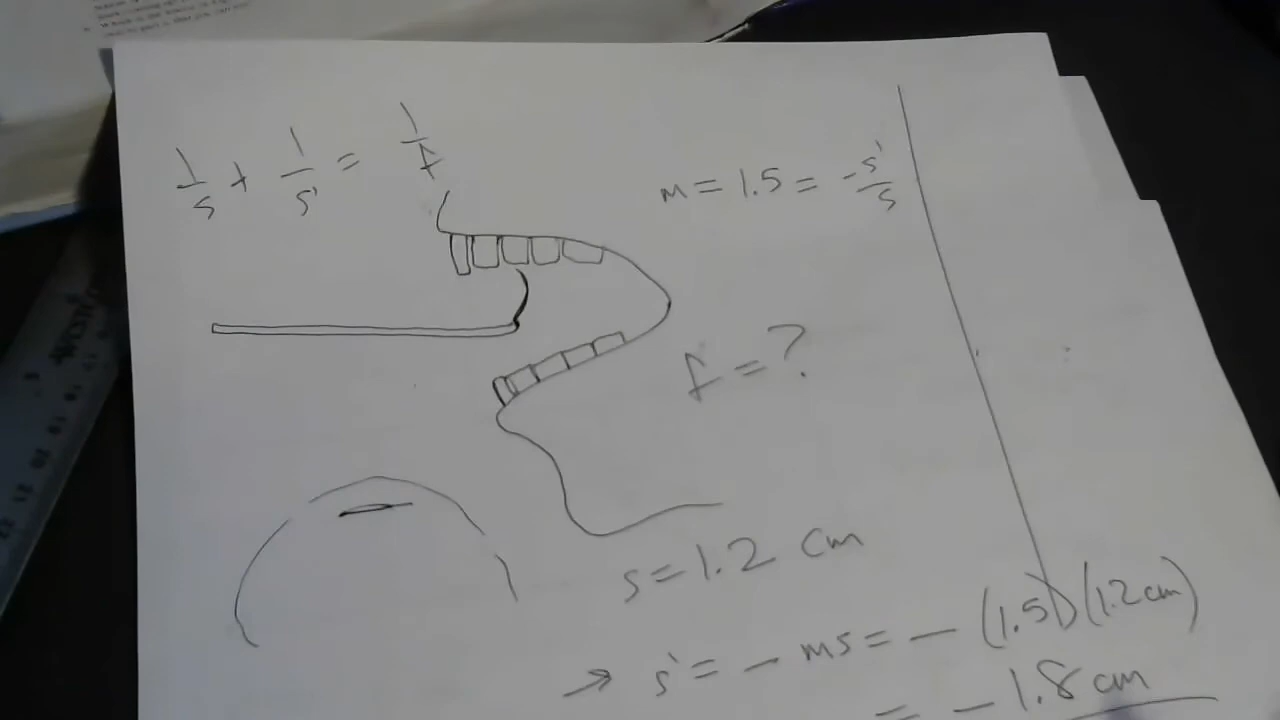 1/s + 1/s' = 1/f
m = 1.5 = -s'/s
f = ?
s = 1.2 cm
→ s' = - ms = - (1.5)(1.2 cm)
= - 1.8 cm